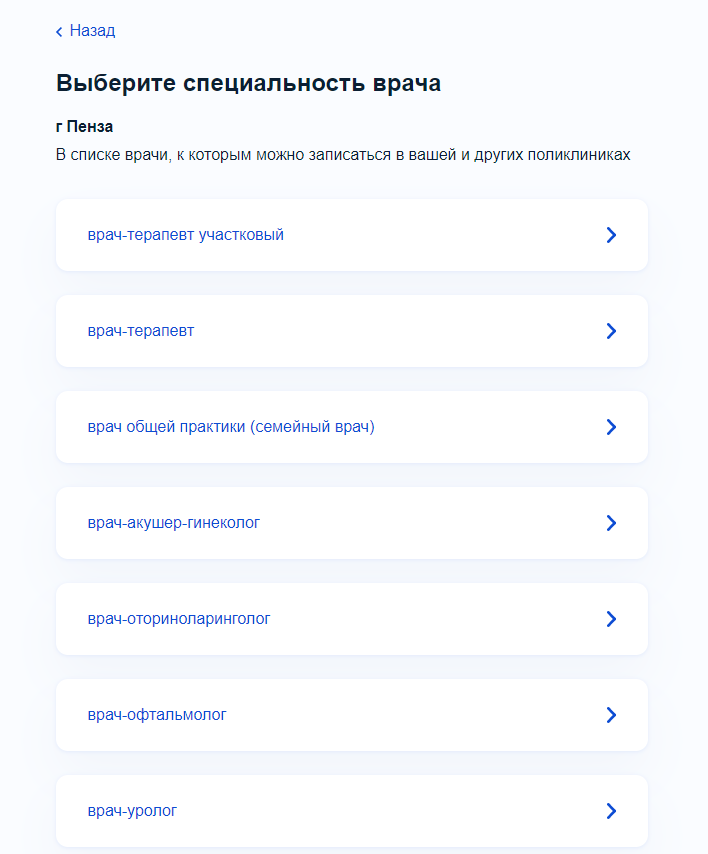 Назад
Выберите специальность врача
г Пенза
В списке врачи, к которым можно записаться в вашей и других поликлиниках
врач-терапевт участковый
врач-терапевт
врач общей практики (семейный врач)
врач-акушер-гинеколог
врач-оториноларинголог
врач-офтальмолог
врач-уролог